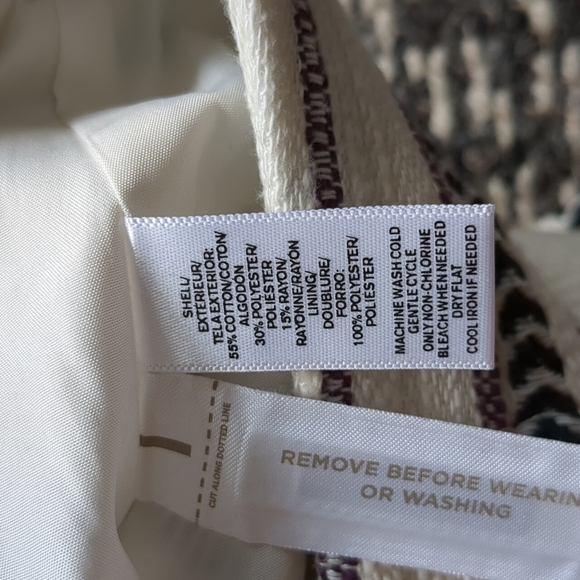 SHELL/
EXTERIEUR/
TELA EXTERIOR:
55% COTTON/COTON/
ALGODÓN
30% POLYESTER/
POLIESTER
15% RAYON/
RAYONNE/RAYON
LINING/
DOUBLURE/
FORRO:
100% POLYESTER/
POLIESTER
MACHINE WASH COLD
GENTLE CYCLE
ONLY NON-CHLORINE
BLEACH WHEN NEEDED
DRY FLAT
COOL IRON IF NEEDED
CUT ALONG DOTTED LINE
REMOVE BEFORE WEARIN
OR WASHING